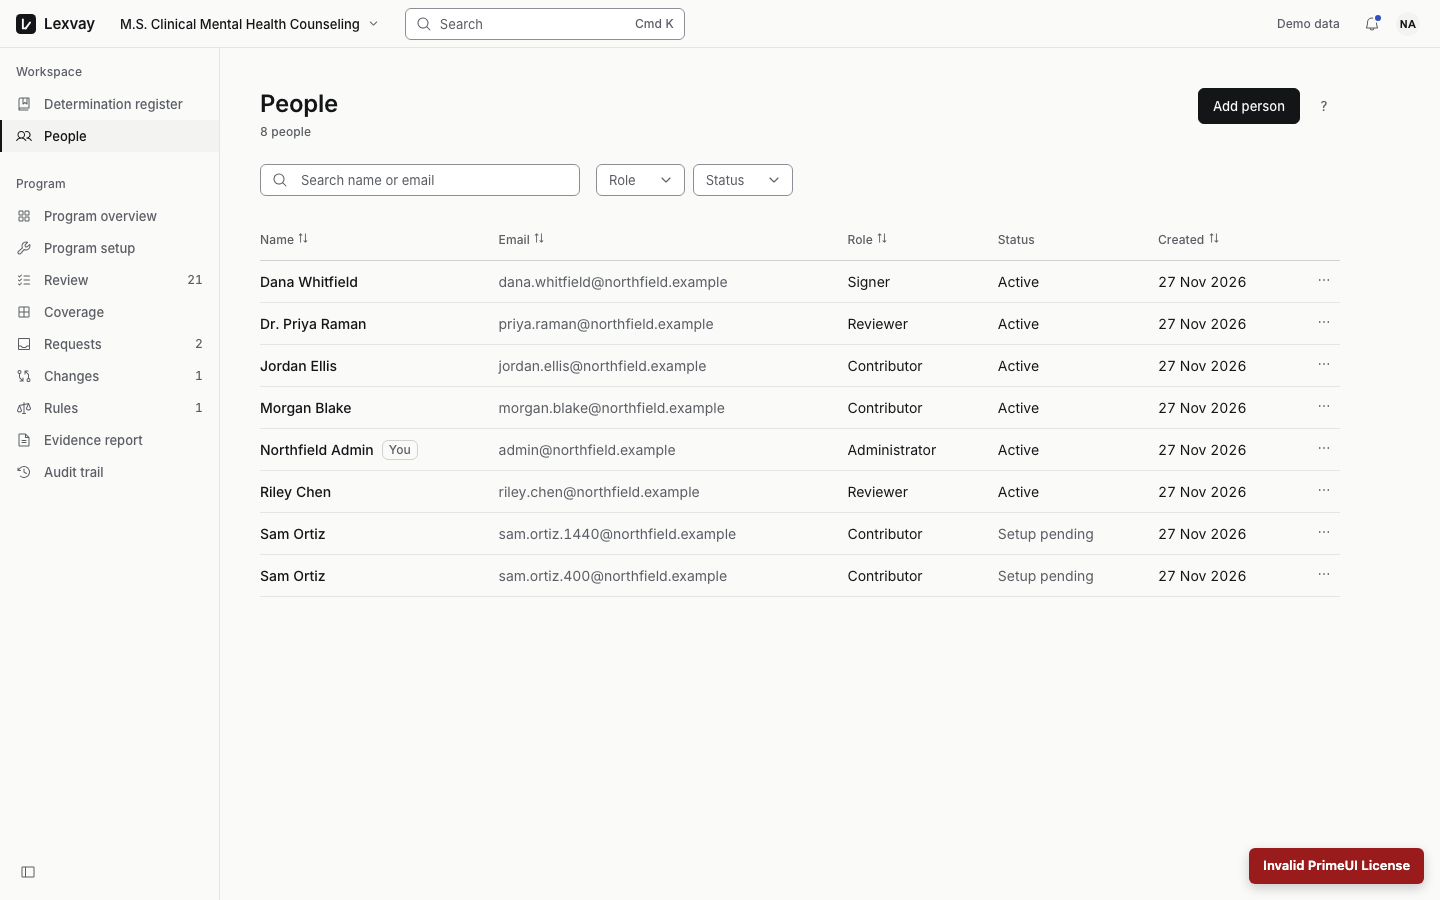 Lexvay
M.S. Clinical Mental Health Counseling
Search
Cmd K
Demo data
NA
Workspace
Determination register
People
Program
Program overview
Program setup
Review 21
Coverage
Requests 2
Changes 1
Rules 1
Evidence report
Audit trail
People
8 people
Add person
?
Search name or email
Role
Status
Name Email Role Status Created
Dana Whitfield dana.whitfield@northfield.example Signer Active 27 Nov 2026 ...
Dr. Priya Raman priya.raman@northfield.example Reviewer Active 27 Nov 2026 ...
Jordan Ellis jordan.ellis@northfield.example Contributor Active 27 Nov 2026 ...
Morgan Blake morgan.blake@northfield.example Contributor Active 27 Nov 2026 ...
Northfield Admin You admin@northfield.example Administrator Active 27 Nov 2026 ...
Riley Chen riley.chen@northfield.example Reviewer Active 27 Nov 2026 ...
Sam Ortiz sam.ortiz.1440@northfield.example Contributor Setup pending 27 Nov 2026 ...
Sam Ortiz sam.ortiz.400@northfield.example Contributor Setup pending 27 Nov 2026 ...
Invalid PrimeUI License